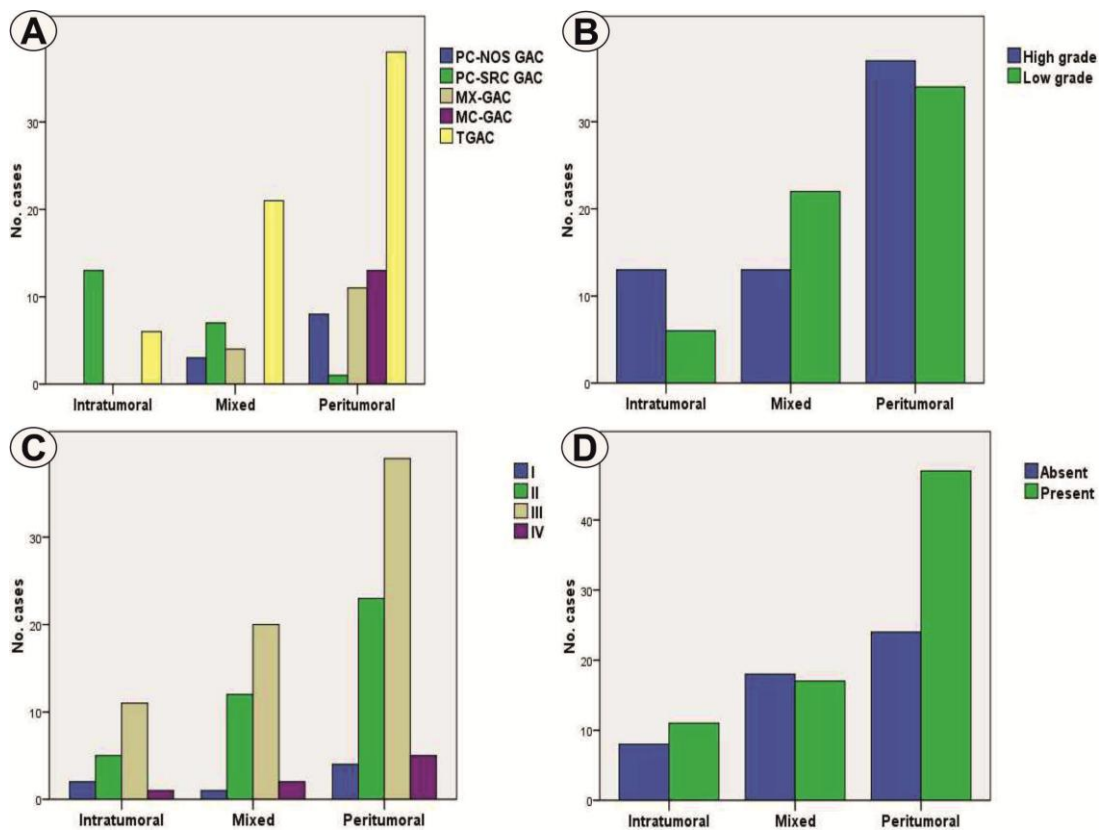 A
No. cases
30
20
10
0
Intratumoral Mixed Peritumoral
PC-NOS GAC
PC-SRC GAC
MX-GAC
MC-GAC
TGAC
B
No. cases
30
20
10
0
Intratumoral Mixed Peritumoral
High grade
Low grade
C
No. cases
30
20
10
0
Intratumoral Mixed Peritumoral
I
II
III
IV
D
No. cases
40
30
20
10
0
Intratumoral Mixed Peritumoral
Absent
Present